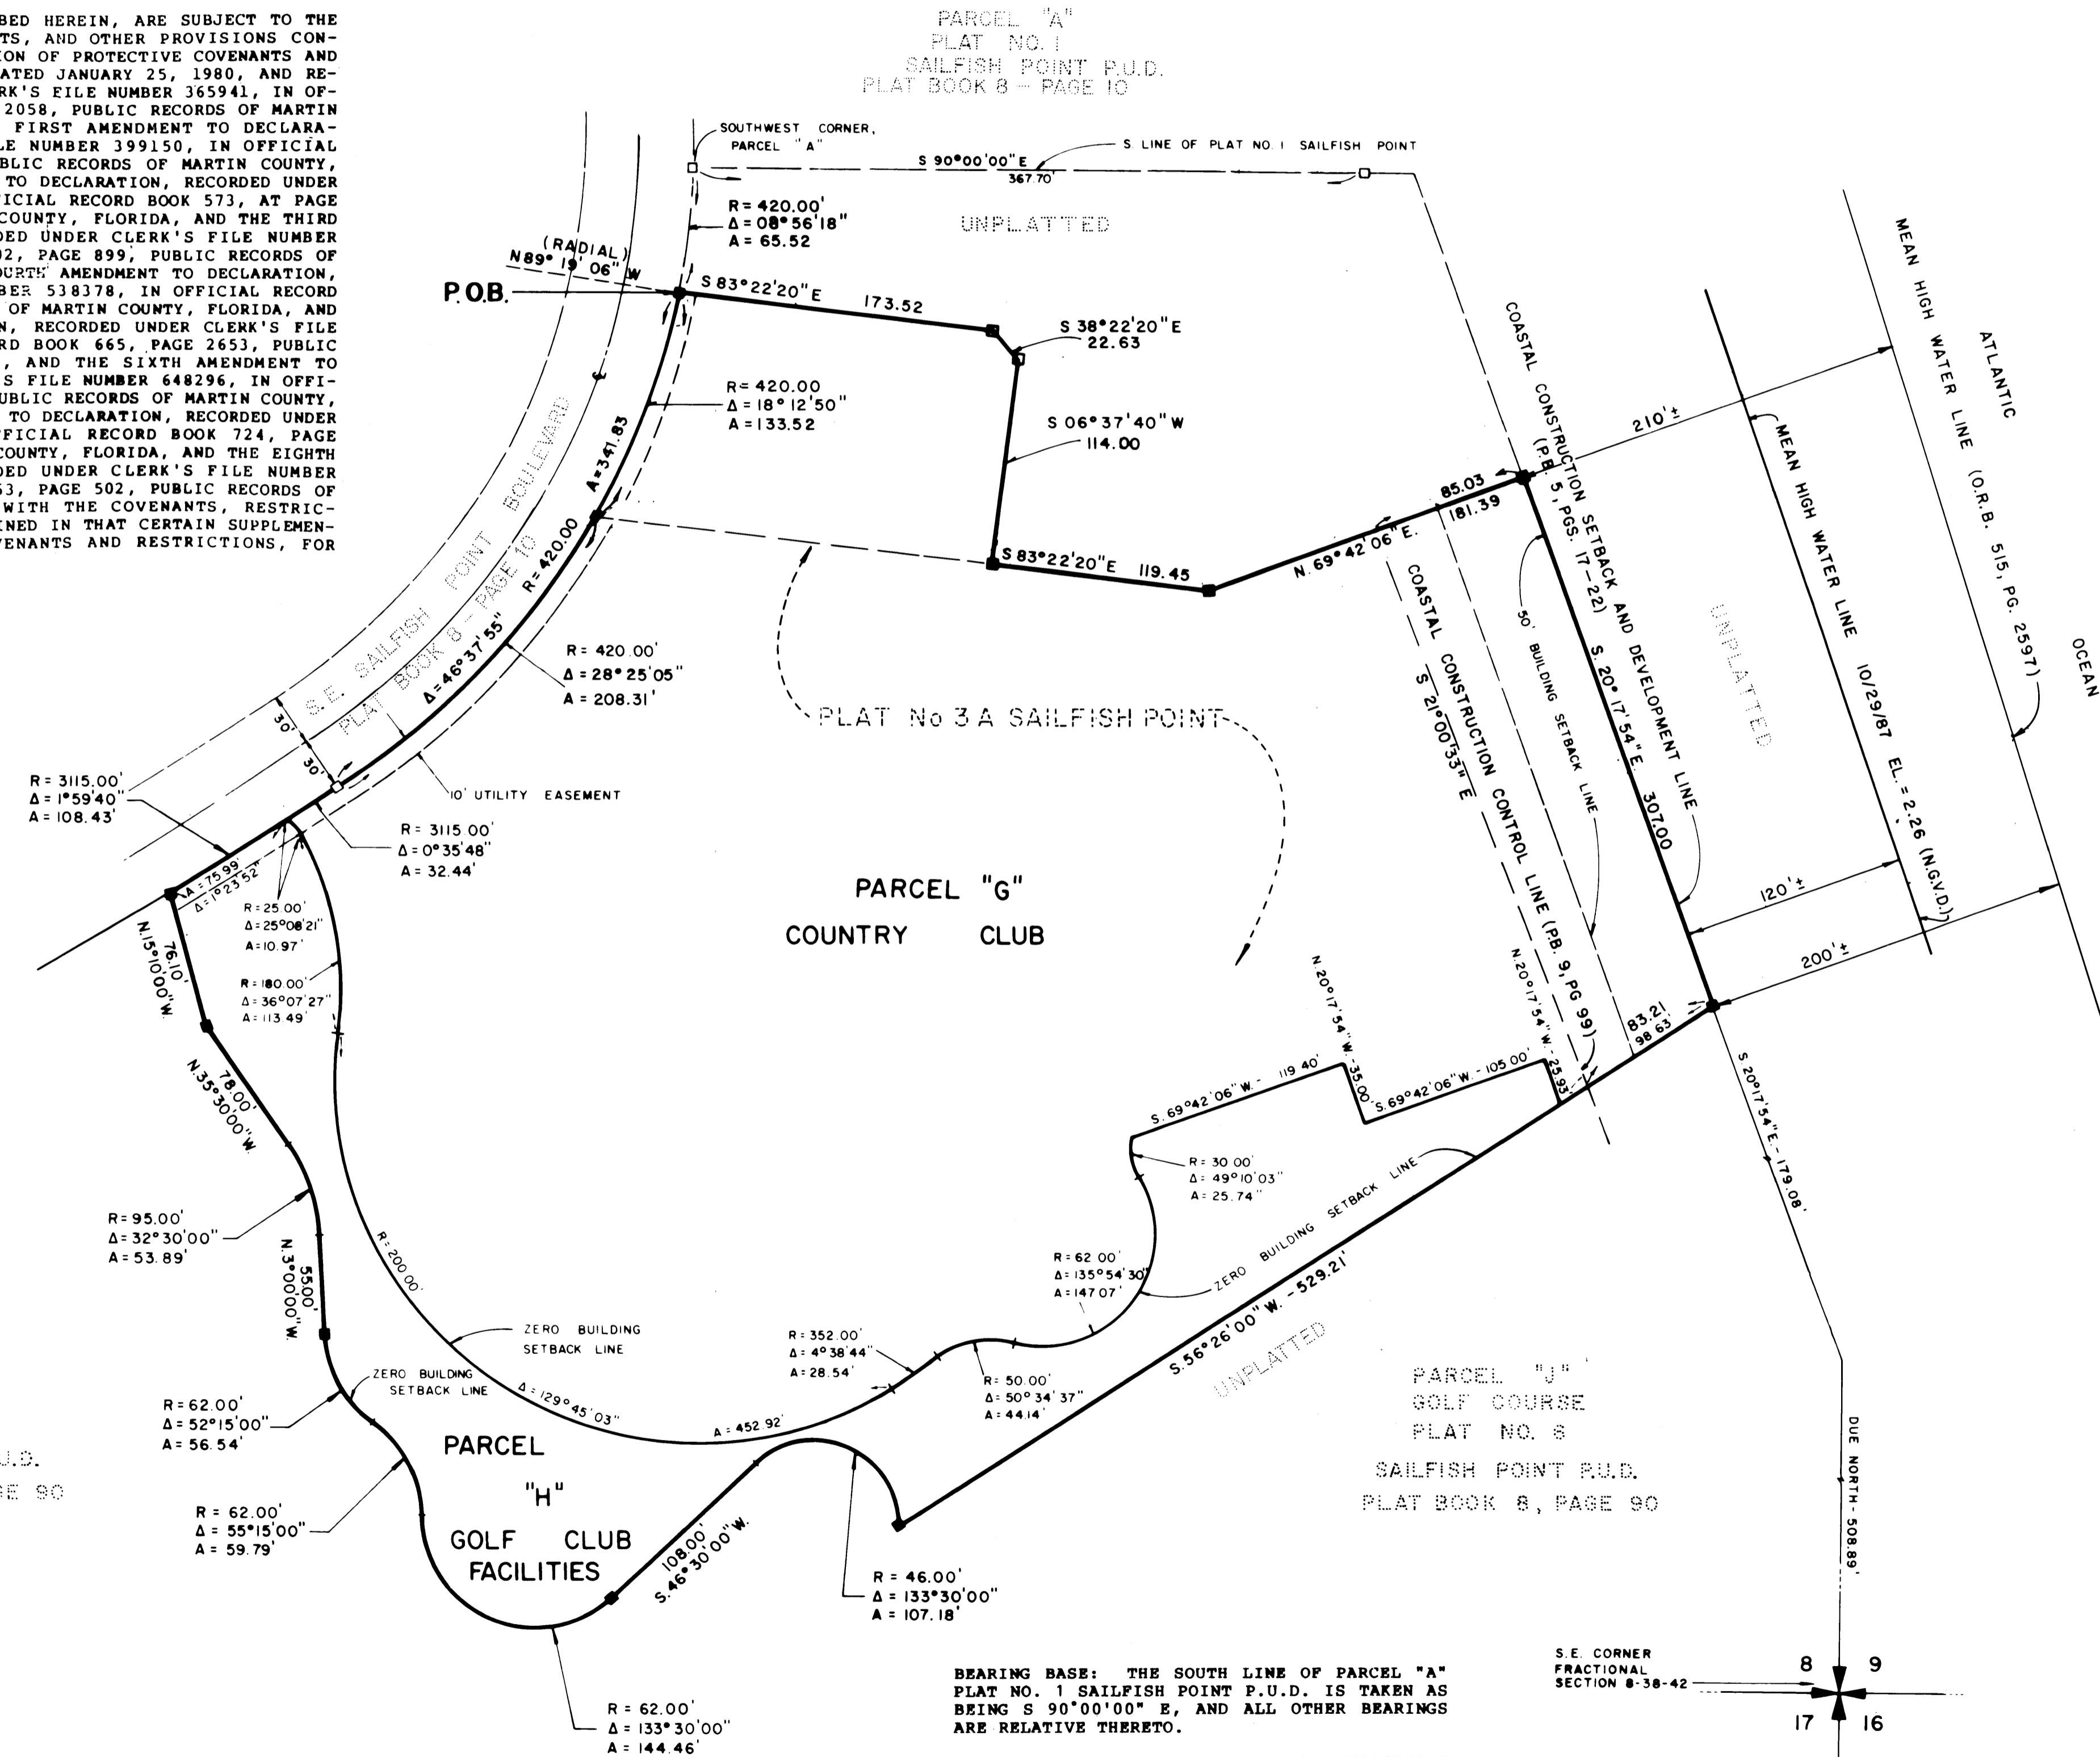 BED HEREIN, ARE SUBJECT TO THE
TS, AND OTHER PROVISIONS CON-
ION OF PROTECTIVE COVENANTS AND
ATED JANUARY 25, 1980, AND RE-
RK'S FILE NUMBER 365941, IN OF-
2058, PUBLIC RECORDS OF MARTIN
FIRST AMENDMENT TO DECLARA-
LE NUMBER 399150, IN OFFICIAL
BLIC RECORDS OF MARTIN COUNTY,
TO DECLARATION, RECORDED UNDER
ICIAL RECORD BOOK 573, AT PAGE
COUNTY, FLORIDA, AND THE THIRD
DED UNDER CLERK'S FILE NUMBER
02, PAGE 899, PUBLIC RECORDS OF
OURTH AMENDMENT TO DECLARATION,
BER 538378, IN OFFICIAL RECORD
OF MARTIN COUNTY, FLORIDA, AND
N, RECORDED UNDER CLERK'S FILE
RD BOOK 665, PAGE 2653, PUBLIC
, AND THE SIXTH AMENDMENT TO
S FILE NUMBER 648296, IN OFFI-
PUBLIC RECORDS OF MARTIN COUNTY,
TO DECLARATION, RECORDED UNDER
FFICIAL RECORD BOOK 724, PAGE
COUNTY, FLORIDA, AND THE EIGHTH
DED UNDER CLERK'S FILE NUMBER
53, PAGE 502, PUBLIC RECORDS OF
WITH THE COVENANTS, RESTRIC-
INED IN THAT CERTAIN SUPPLEMEN-
VENANTS AND RESTRICTIONS, FOR
PARCEL "A"
PLAT NO. 1
SAILFISH POINT P.U.D.
PLAT BOOK 8 - PAGE 10
SOUTHWEST CORNER,
PARCEL "A"
S 90°00'00" E
367.70'
S LINE OF PLAT NO. 1 SAILFISH POINT
R = 420.00'
Δ = 08°56'18"
A = 65.52
UNPLATTED
(RADIAL)
N 89° 19' 06" W
P.O.B.
S 83°22'20" E 173.52
S 38°22'20" E
22.63
R = 420.00
Δ = 18° 12'50"
A = 133.52
S 06°37'40" W
114.00
A = 341.83
R = 420.00
Δ = 46°37'55"
S.E. SAILFISH POINT BOULEVARD
PLAT BOOK 8 - PAGE 10
30'
30'
S 83°22'20" E 119.45
N. 69°42'06" E.
85.03
181.39
R = 420.00'
Δ = 28°25'05"
A = 208.31'
PLAT No 3A SAILFISH POINT
10' UTILITY EASEMENT
COASTAL CONSTRUCTION SETBACK AND DEVELOPMENT LINE
(P.B. 5, PGS. 17-22)
S. 20° 17' 54" E. 307.00
50' BUILDING SETBACK LINE
COASTAL CONSTRUCTION CONTROL LINE (P.B. 9, PG 99)
S 21°00'33" E
UNPLATTED
MEAN HIGH WATER LINE 10/29/87 EL. = 2.26 (N.G.V.D.)
MEAN HIGH WATER LINE (O.R.B. 515, PG. 2597)
ATLANTIC
OCEAN
210'±
120'±
200'±
R = 3115.00'
Δ = 1°59'40"
A = 108.43'
A = 75.99'
Δ = 1°23'52"
R = 3115.00'
Δ = 0°35'48"
A = 32.44'
R = 25.00'
Δ = 25°08'21"
A = 10.97'
R = 180.00'
Δ = 36°07'27"
A = 113.49'
76.10'
N. 15°10'00" W.
78.00'
N. 35°30'00" W.
PARCEL "G"
COUNTRY CLUB
N. 20°17'54" W. - 35.00'
N. 20°17'54" W. - 25.93'
S. 69°42'06" W. - 119.40'
S. 69°42'06" W. - 105.00'
83.21
98.63'
S 20°17'54" E. - 179.08'
R = 30.00'
Δ = 49°10'03"
A = 25.74"
R = 95.00'
Δ = 32°30'00"
A = 53.89'
55.00'
N. 3°00'00" W.
R = 200.00'
Δ = 129°45'03"
A = 452.92'
R = 62.00'
Δ = 135°54'30"
A = 147.07'
ZERO BUILDING SETBACK LINE
S. 56°26'00" W. - 529.21'
UNPLATTED
ZERO BUILDING
SETBACK LINE
ZERO BUILDING
SETBACK LINE
R = 352.00'
Δ = 4°38'44"
A = 28.54'
R = 50.00'
Δ = 50°34'37"
A = 44.14'
PARCEL "J"
GOLF COURSE
PLAT NO. 6
SAILFISH POINT P.U.D.
PLAT BOOK 8, PAGE 90
R = 62.00'
Δ = 52°15'00"
A = 56.54'
U.D.
GE 90
R = 62.00'
Δ = 55°15'00"
A = 59.79'
PARCEL
"H"
GOLF CLUB
FACILITIES
108.00'
S. 46°30'00" W.
R = 46.00'
Δ = 133°30'00"
A = 107.18'
R = 62.00'
Δ = 133°30'00"
A = 144.46'
DUE NORTH - 508.89'
BEARING BASE: THE SOUTH LINE OF PARCEL "A"
PLAT NO. 1 SAILFISH POINT P.U.D. IS TAKEN AS
BEING S 90°00'00" E, AND ALL OTHER BEARINGS
ARE RELATIVE THERETO.
S.E. CORNER
FRACTIONAL
SECTION 8-38-42
8 9
17 16